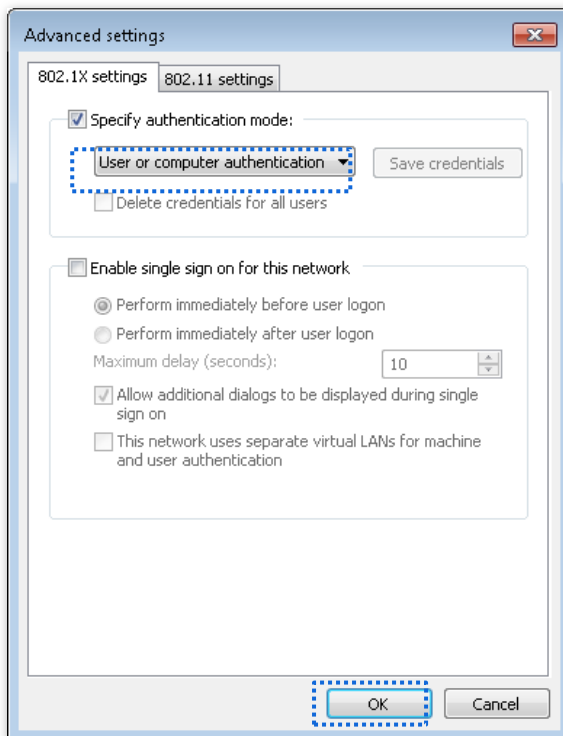 Advanced settings
802.1X settings
802.11 settings
Specify authentication mode:
User or computer authentication
Save credentials
Delete credentials for all users
Enable single sign on for this network
Perform immediately before user logon
Perform immediately after user logon
Maximum delay (seconds):
10
Allow additional dialogs to be displayed during single
sign on
This network uses separate virtual LANs for machine
and user authentication
OK
Cancel